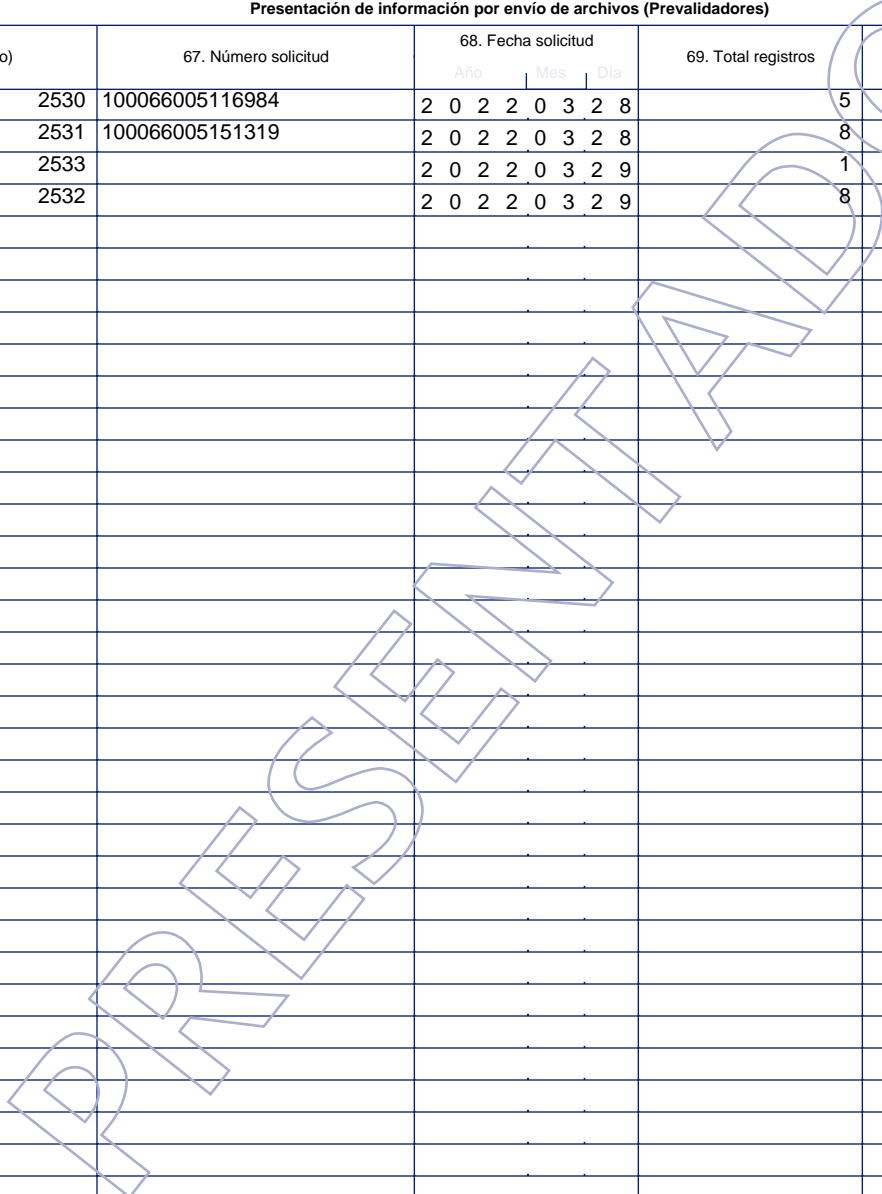 Presentación de información por envío de archivos (Prevalidadores)
o) 67. Número solicitud 68. Fecha solicitud 69. Total registros
Año Mes Día
2530 100066005116984 2 0 2 2 0 3 2 8 5
2531 100066005151319 2 0 2 2 0 3 2 8 8
2533 2 0 2 2 0 3 2 9 1
2532 2 0 2 2 0 3 2 9 8
PRESENTADO